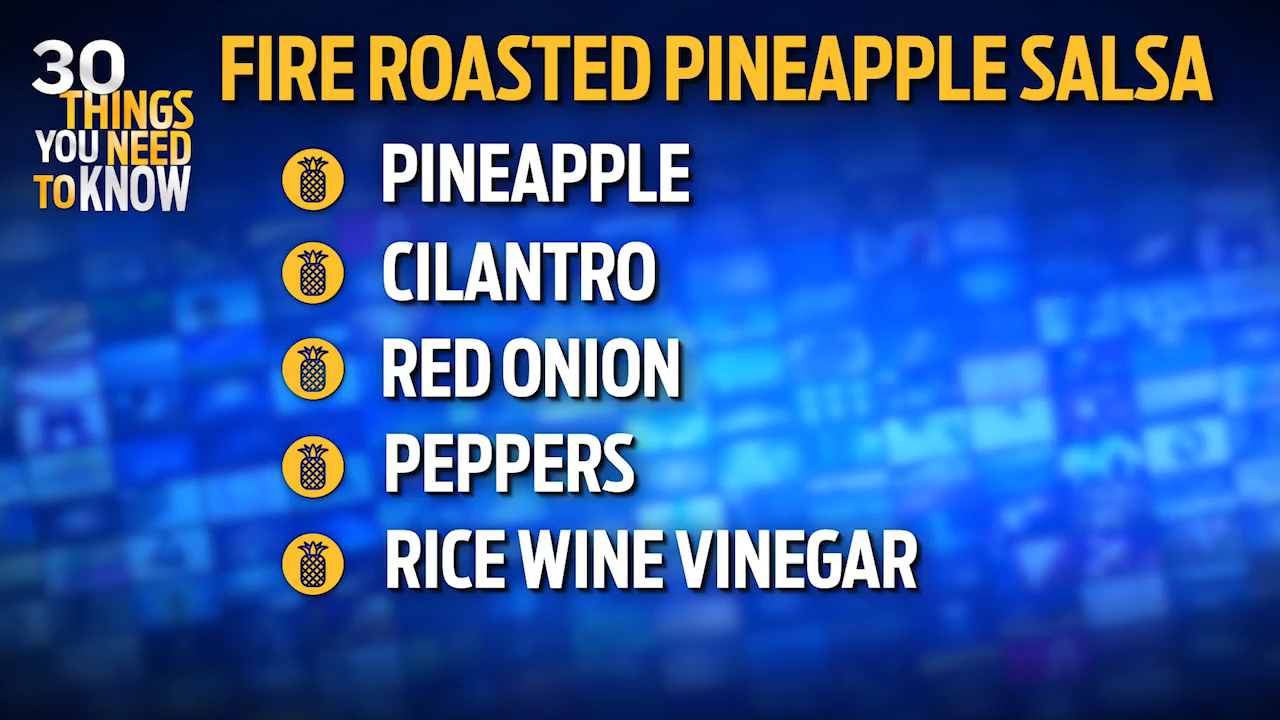 30
THINGS
YOU NEED
TO KNOW
FIRE ROASTED PINEAPPLE SALSA
PINEAPPLE
CILANTRO
RED ONION
PEPPERS
RICE WINE VINEGAR